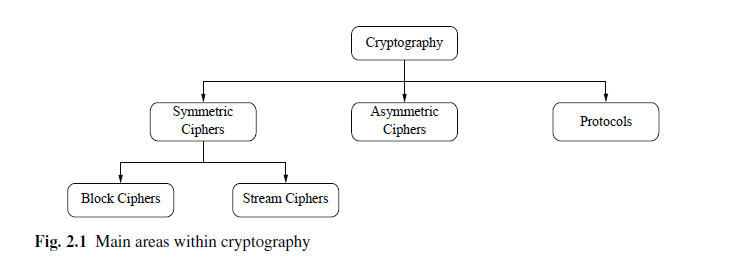 Cryptography
Symmetric
Ciphers
Asymmetric
Ciphers
Protocols
Block Ciphers
Stream Ciphers
Fig. 2.1 Main areas within cryptography